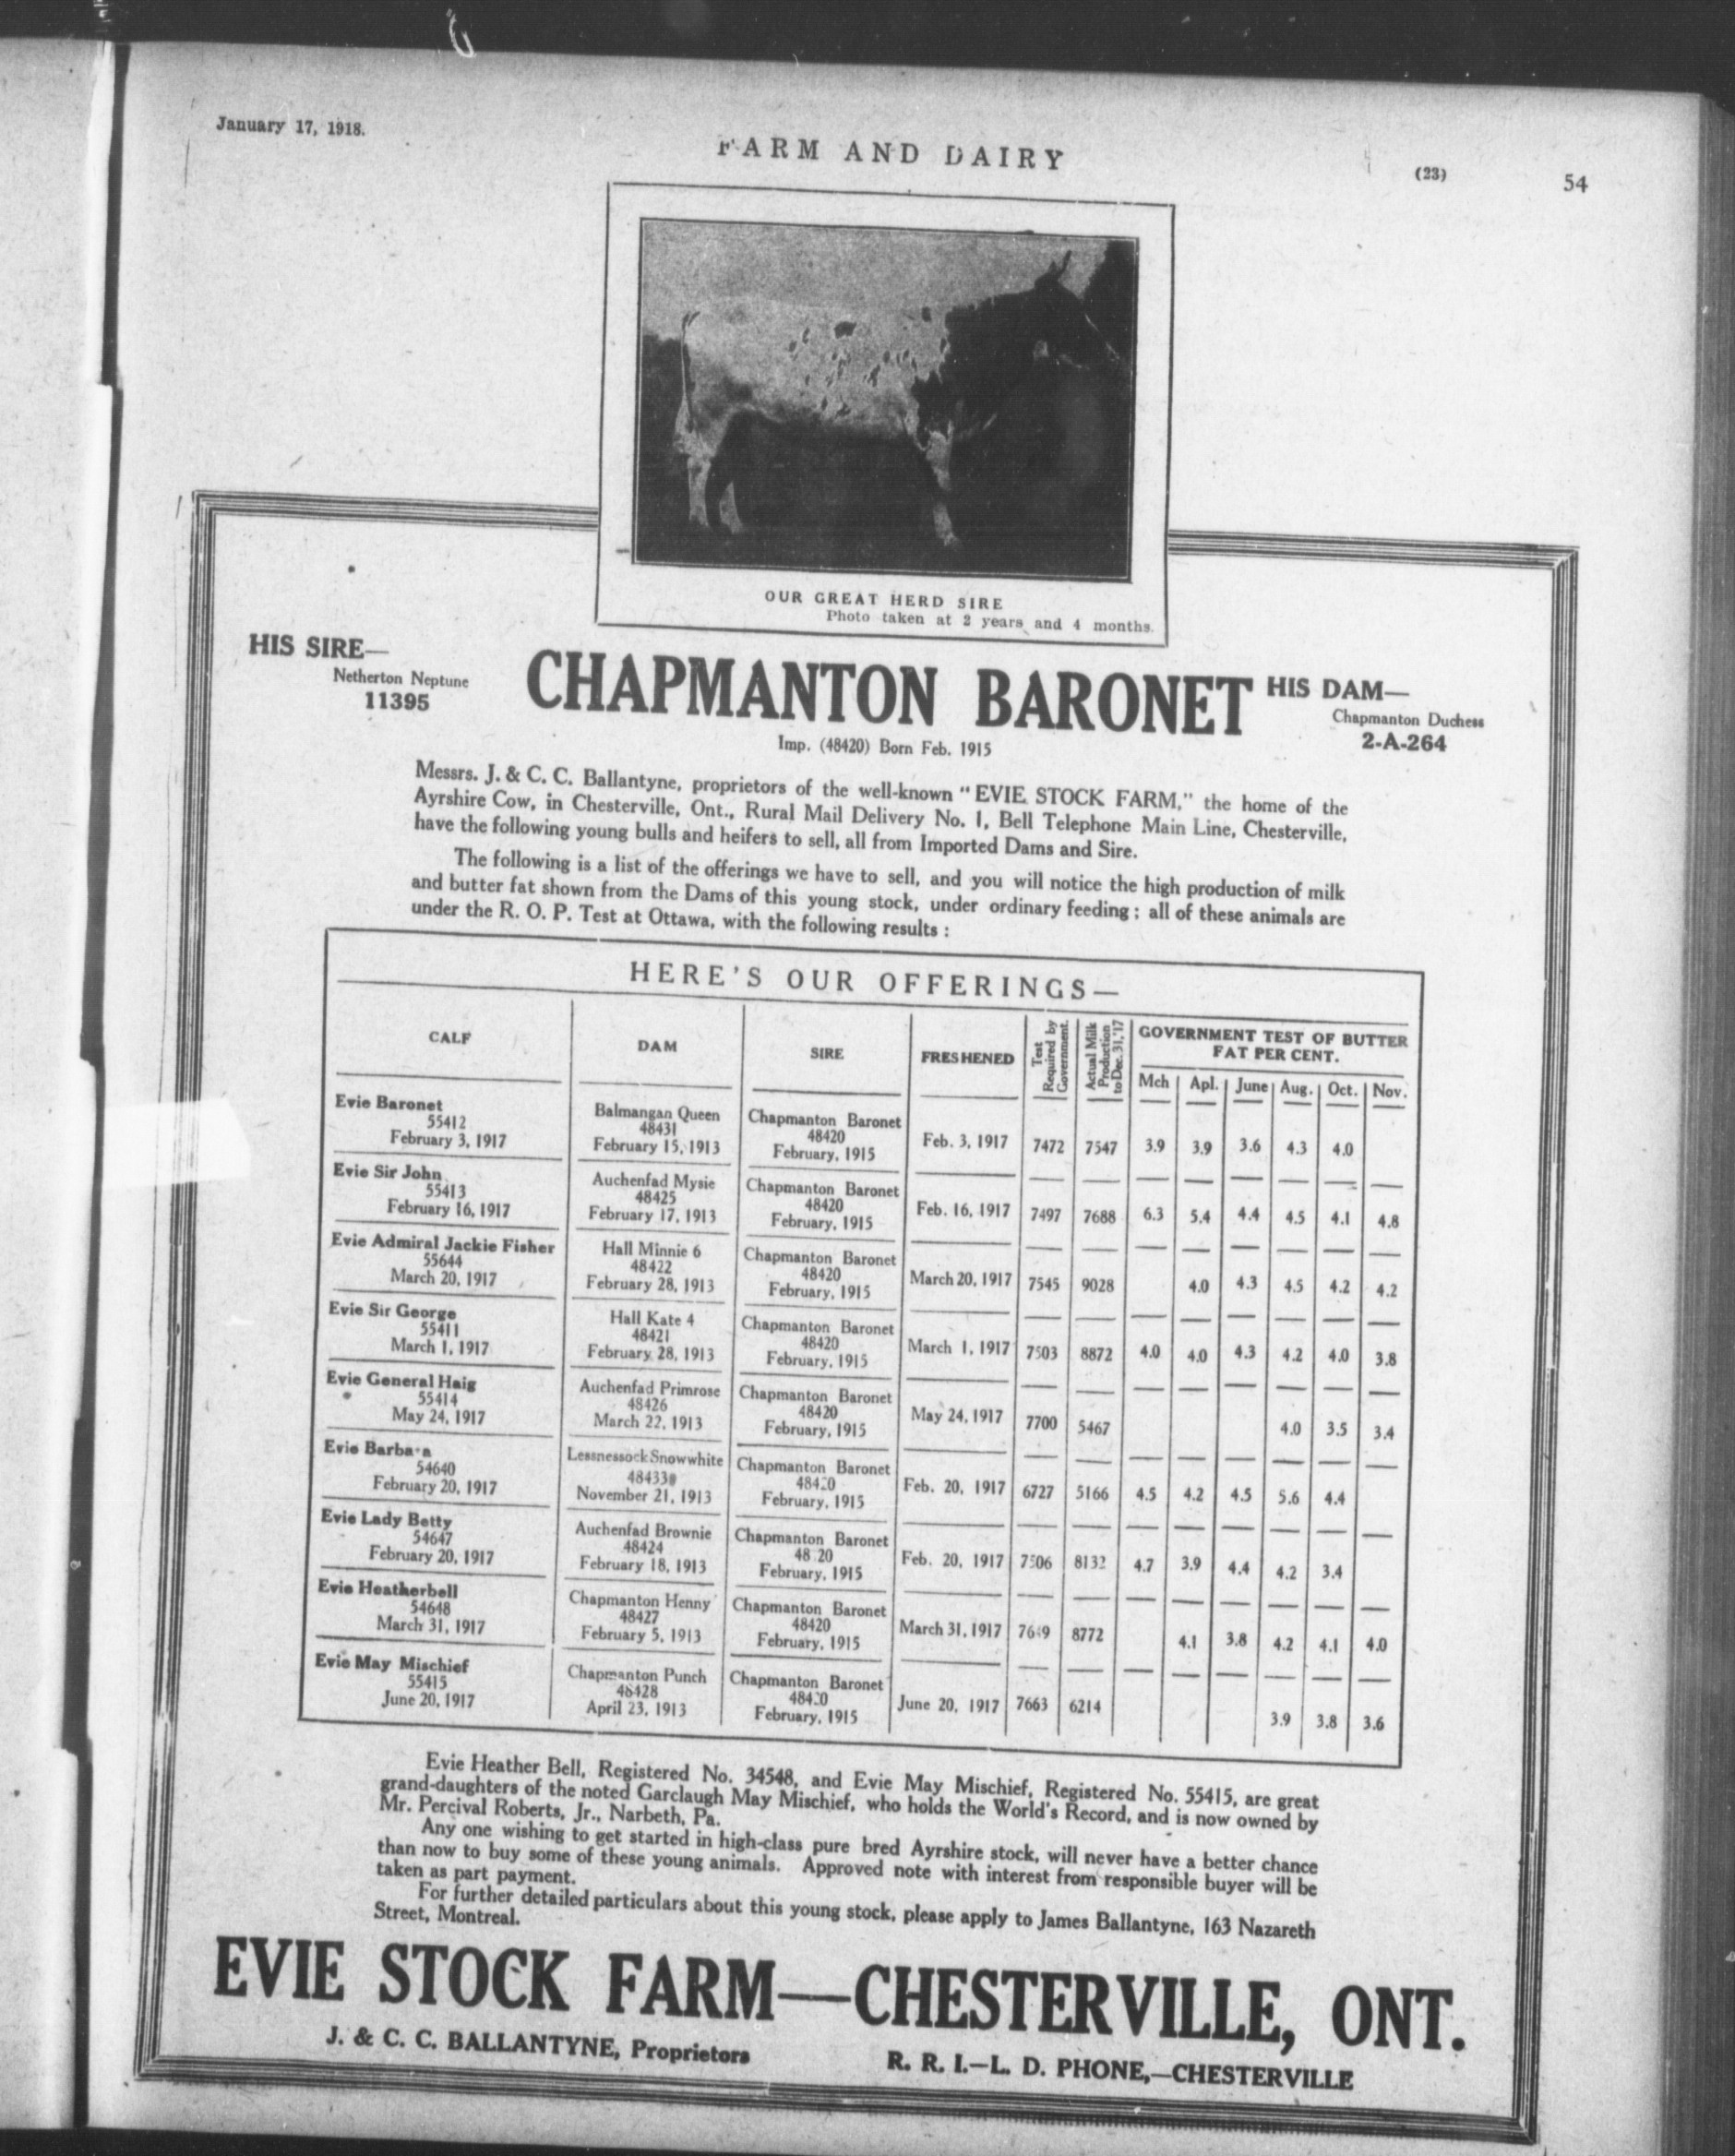 January 17, 1918.
FARM AND DAIRY
(23)
54
OUR GREAT HERD SIRE
Photo taken at 2 years and 4 months.
HIS SIRE—
Netherton Neptune
11395
CHAPMANTON BARONET
Imp. (48420) Born Feb. 1915
HIS DAM—
Chapmanton Duchess
2-A-264
Messrs. J. & C. C. Ballantyne, proprietors of the well-known "EVIE STOCK FARM," the home of the
Ayrshire Cow, in Chesterville, Ont., Rural Mail Delivery No. 1, Bell Telephone Main Line, Chesterville,
have the following young bulls and heifers to sell, all from Imported Dams and Sire.
The following is a list of the offerings we have to sell, and you will notice the high production of milk
and butter fat shown from the Dams of this young stock, under ordinary feeding; all of these animals are
under the R. O. P. Test at Ottawa, with the following results:
HERE'S OUR OFFERINGS—
CALF
DAM
SIRE
FRESHENED
Test
Required by
Government.
Actual Milk
Production
to Dec. 31, '17
GOVERNMENT TEST OF BUTTER
FAT PER CENT.
Mch Apl. June Aug. Oct. Nov.
Evie Baronet
55412
February 3, 1917
Balmangan Queen
48431
February 15, 1913
Chapmanton Baronet
48420
February, 1915
Feb. 3, 1917 7472 7547 3.9 3.9 3.6 4.3 4.0
Evie Sir John
55413
February 16, 1917
Auchenfad Mysie
48425
February 17, 1913
Chapmanton Baronet
48420
February, 1915
Feb. 16, 1917 7497 7688 6.3 5.4 4.4 4.5 4.1 4.8
Evie Admiral Jackie Fisher
55644
March 20, 1917
Hall Minnie 6
48422
February 28, 1913
Chapmanton Baronet
48420
February, 1915
March 20, 1917 7545 9028 4.0 4.3 4.5 4.2 4.2
Evie Sir George
55411
March 1, 1917
Hall Kate 4
48421
February 28, 1913
Chapmanton Baronet
48420
February, 1915
March 1, 1917 7503 8872 4.0 4.0 4.3 4.2 4.0 3.8
Evie General Haig
55414
May 24, 1917
Auchenfad Primrose
48426
March 22, 1913
Chapmanton Baronet
48420
February, 1915
May 24, 1917 7700 5467 4.0 3.5 3.4
Evie Barbara
54640
February 20, 1917
Lessnessock Snowwhite
48433
November 21, 1913
Chapmanton Baronet
48420
February, 1915
Feb. 20, 1917 6727 5166 4.5 4.2 4.5 5.6 4.4
Evie Lady Betty
54647
February 20, 1917
Auchenfad Brownie
48424
February 18, 1913
Chapmanton Baronet
48 20
February, 1915
Feb. 20, 1917 7506 8132 4.7 3.9 4.4 4.2 3.4
Evie Heatherbell
54648
March 31, 1917
Chapmanton Henny
48427
February 5, 1913
Chapmanton Baronet
48420
February, 1915
March 31, 1917 8772 4.1 3.8 4.2 4.1 4.0
Evie May Mischief
55415
June 20, 1917
Chapmanton Punch
48428
April 23, 1913
Chapmanton Baronet
48420
February, 1915
June 20, 1917 7663 6214 3.9 3.8 3.6
Evie Heather Bell, Registered No. 34548, and Evie May Mischief, Registered No. 55415, are great
grand-daughters of the noted Garclaugh May Mischief, who holds the World's Record, and is now owned by
Mr. Percival Roberts, Jr., Narbeth, Pa.
Any one wishing to get started in high-class pure bred Ayrshire stock, will never have a better chance
than now to buy some of these young animals. Approved note with interest from responsible buyer will be
taken as part payment.
For further detailed particulars about this young stock, please apply to James Ballantyne, 163 Nazareth
Street, Montreal.
EVIE STOCK FARM—CHESTERVILLE, ONT.
J. & C. C. BALLANTYNE, Proprietors
R. R. 1.—L. D. PHONE,—CHESTERVILLE